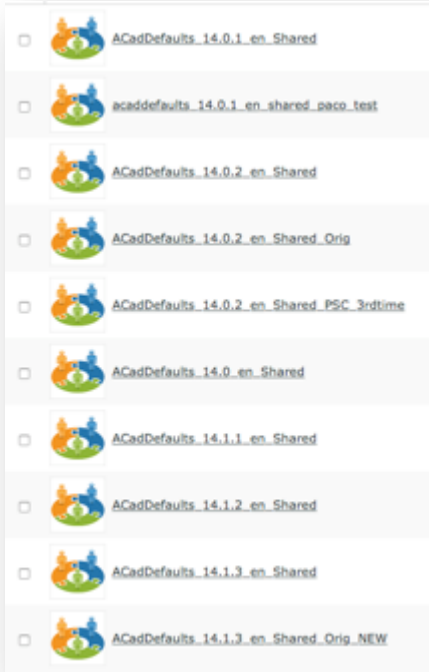 ACadDefaults_14.0.1_en_Shared
acaddefaults_14.0.1_en_shared_paco_test
ACadDefaults_14.0.2_en_Shared
ACadDefaults_14.0.2_en_Shared_Orig
ACadDefaults_14.0.2_en_Shared_PSC_3rdtime
ACadDefaults_14.0_en_Shared
ACadDefaults_14.1.1_en_Shared
ACadDefaults_14.1.2_en_Shared
ACadDefaults_14.1.3_en_Shared
ACadDefaults_14.1.3_en_Shared_Orig_NEW